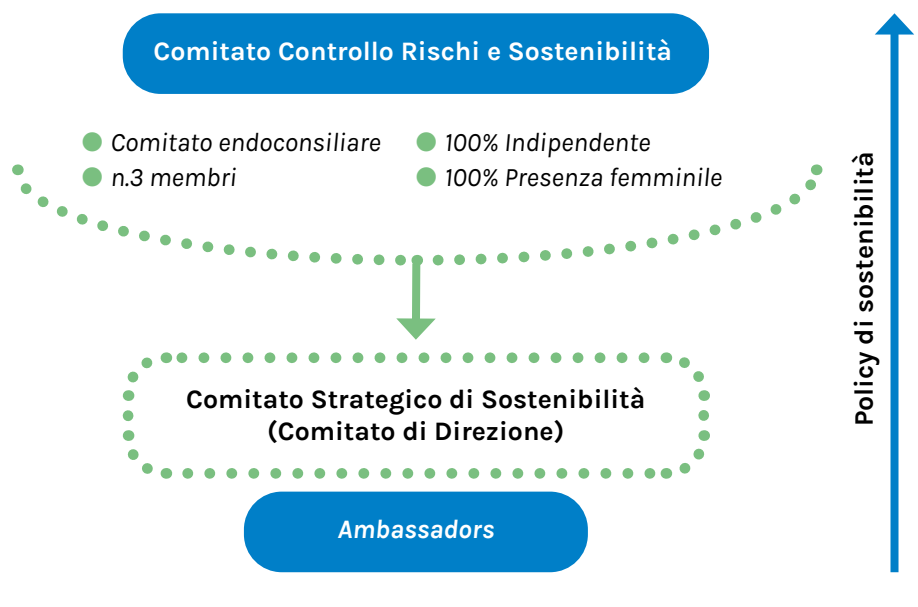 Comitato Controllo Rischi e Sostenibilità
Comitato endoconsiliare
n.3 membri
100% Indipendente
100% Presenza femminile
Comitato Strategico di Sostenibilità
(Comitato di Direzione)
Ambassadors
Policy di sostenibilità